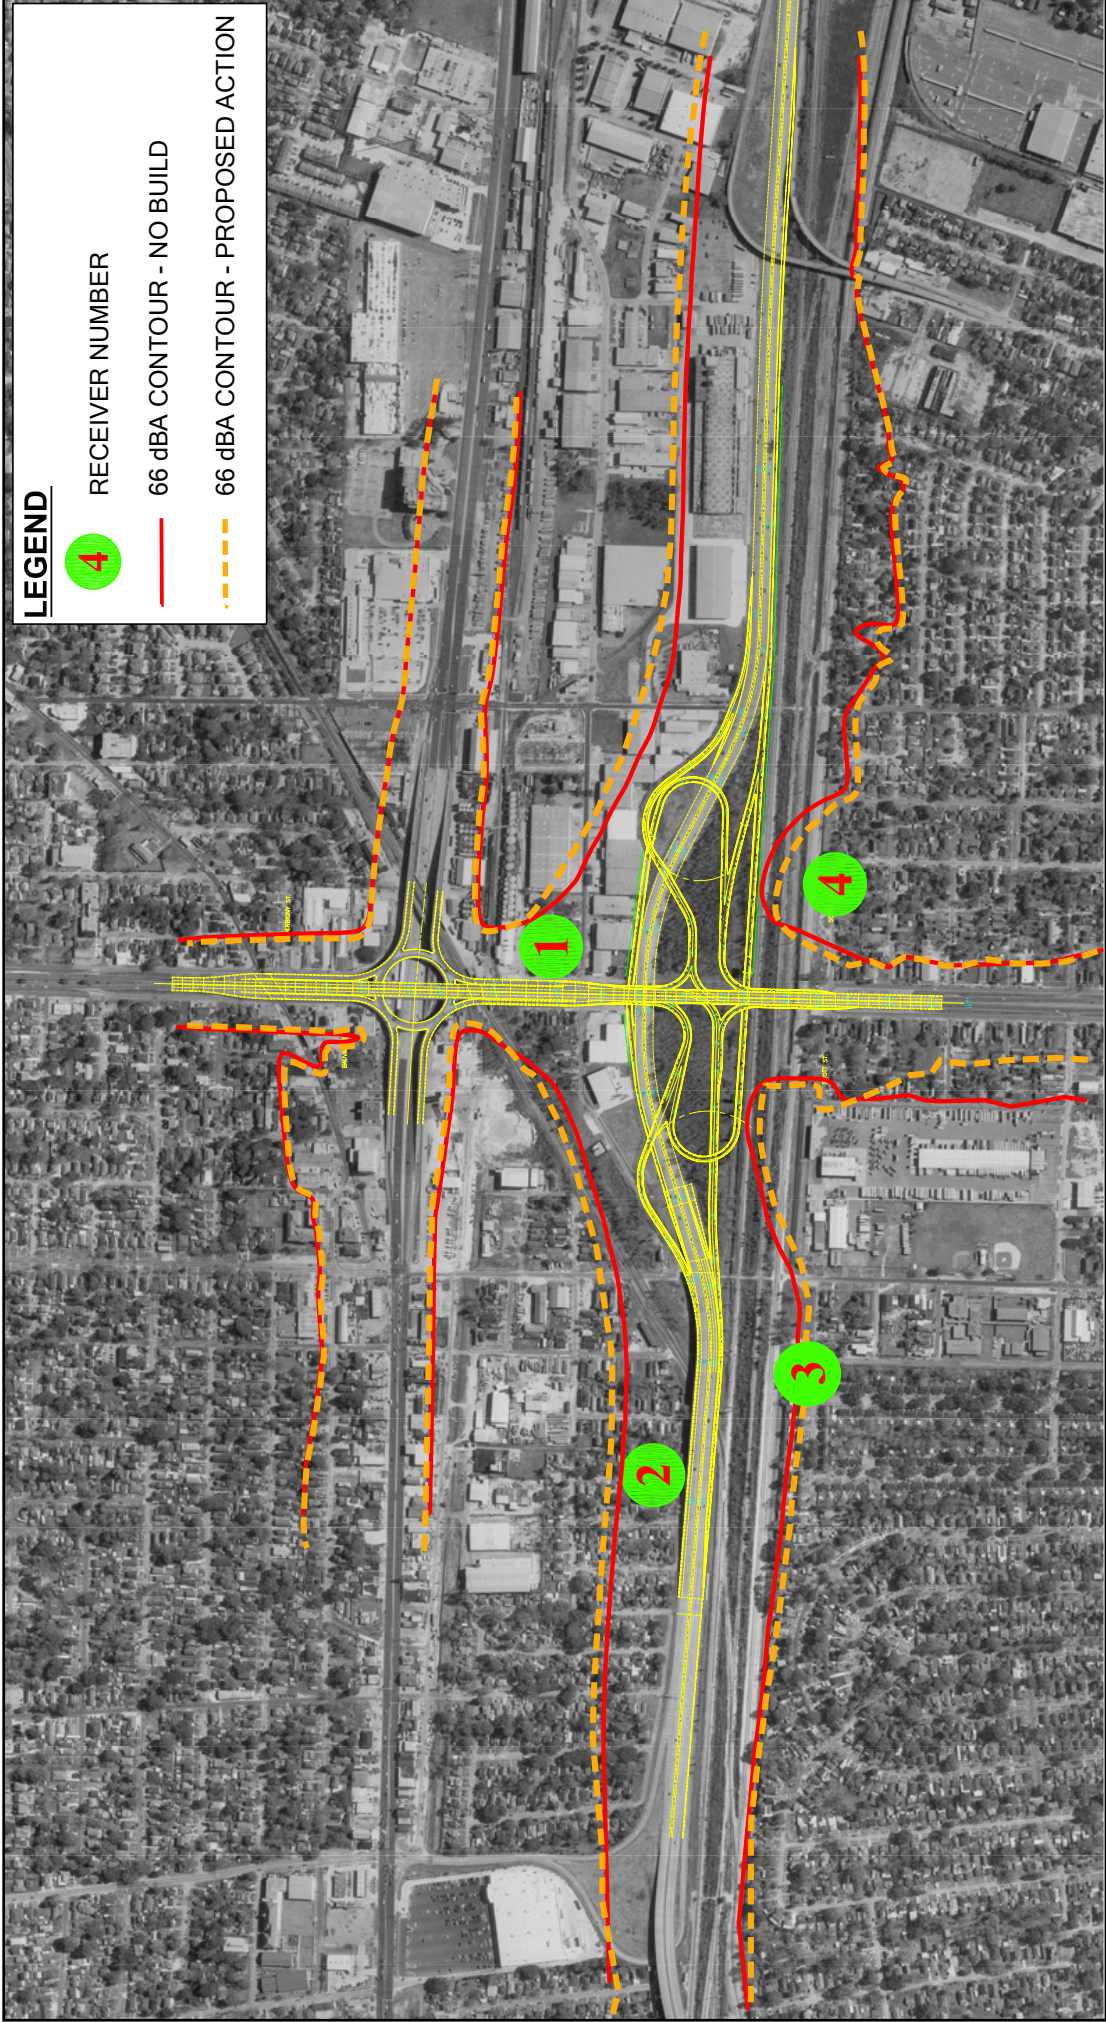 LEGEND
4 RECEIVER NUMBER
66 dBA CONTOUR - NO BUILD
66 dBA CONTOUR - PROPOSED ACTION
1
2
3
4